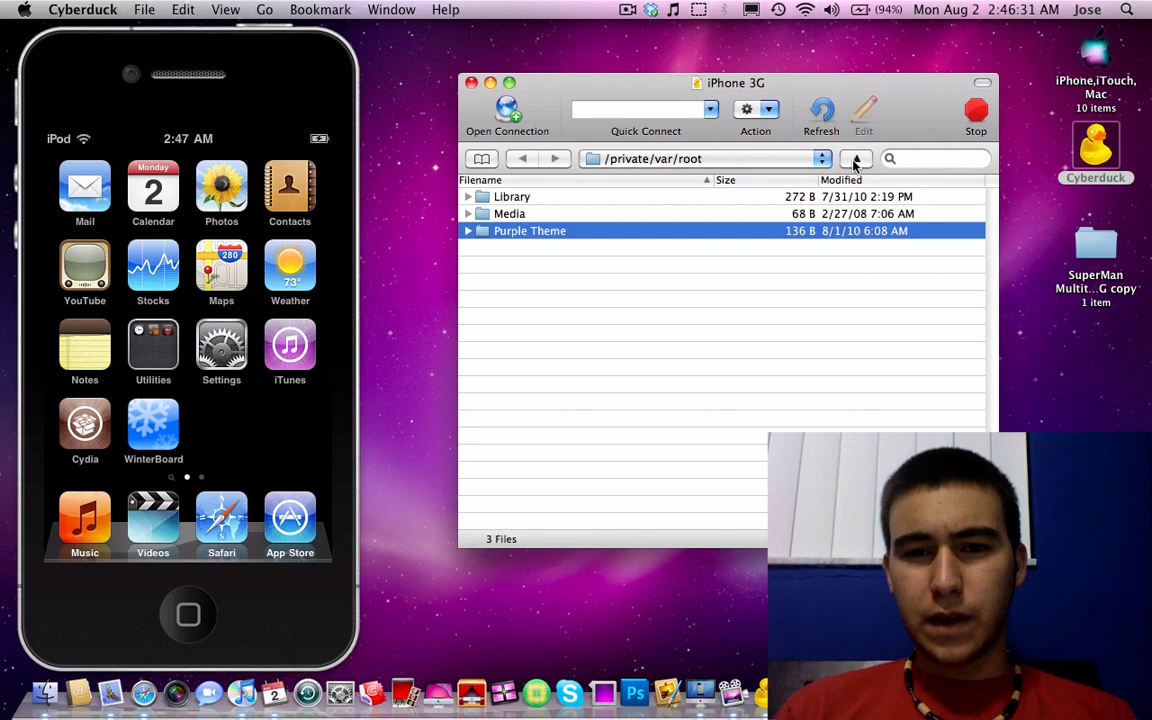 Cyberduck File Edit View Go Bookmark Window Help (94%) Mon Aug 2 2:46:31 AM Jose
iPod 2:47 AM
Monday
2
Mail Calendar Photos Contacts
280
73°
YouTube Stocks Maps Weather
Notes Utilities Settings iTunes
Cydia WinterBoard
Music Videos Safari App Store
iPhone 3G
Open Connection Quick Connect Action Refresh Edit Stop
/private/var/root
Filename Size Modified
Library 272 B 7/31/10 2:19 PM
Media 68 B 2/27/08 7:06 AM
Purple Theme 136 B 8/1/10 6:08 AM
3 Files
iPhone,iTouch,
Mac
10 items
Cyberduck
SuperMan
Multit...G copy
1 item
2
Ps